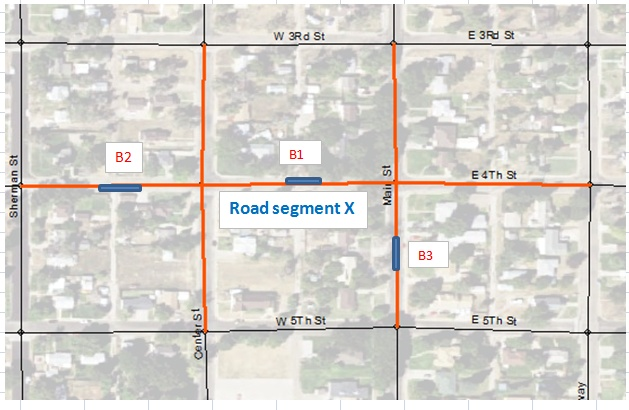 W 3Rd St
E 3Rd St
B2
B1
Sherman St
Main St
E 4Th St
Road segment X
B3
Center St
W 5Th St
E 5Th St
way